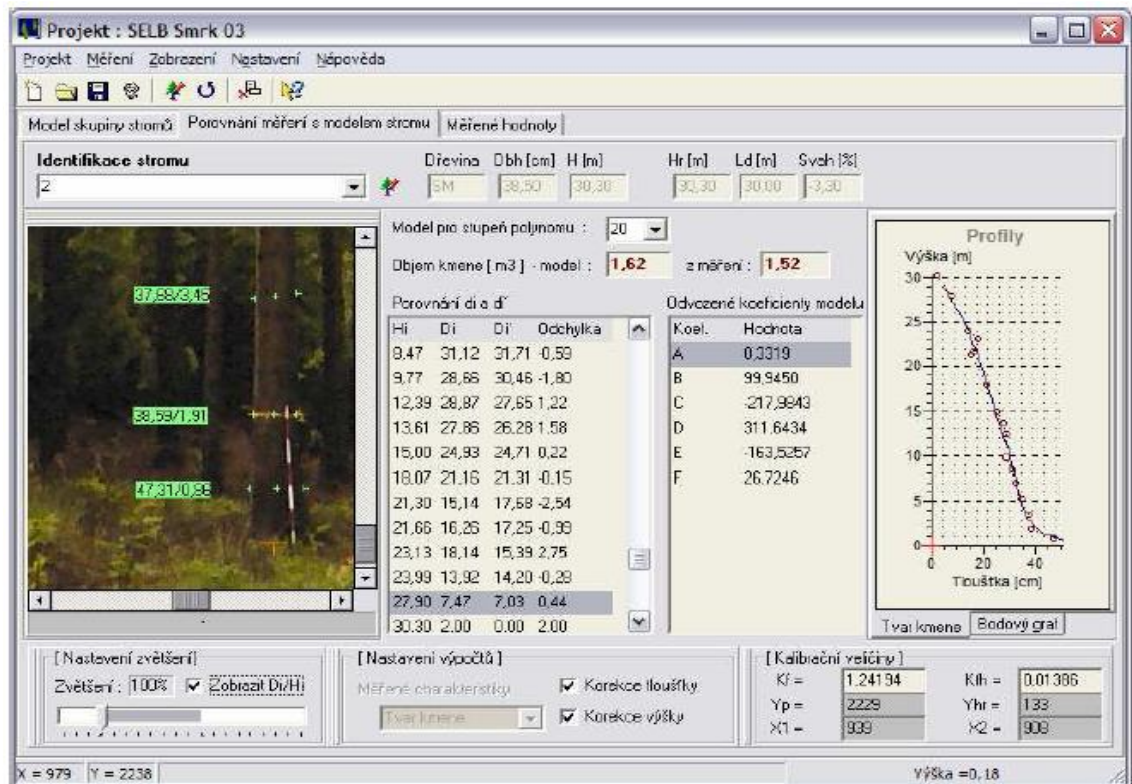 Projekt : SELB Smrk 03
Projekt Měření Zobrazení Nastavení Nápověda
Model skupiny stromů Porovnání měření s modelem stromu Měřené hodnoty
Identifikace stromu Dřevina Dbh [cm] H [m] Hr [m] Ld [m] Svah [%]
2 SM 38,50 30,30 30,30 30,00 -3,30
Model pro stupeň polynomu : 20
Objem kmene [ m3 ] - model : 1,62 z měření : 1,52
37,88/3,45
38,59/1,91
47,31/0,98
Porovnání di a di'
Hi Di Di' Odchylka
8.47 31,12 31,71 -0,59
9,77 28,66 30,46 -1,80
12,39 28,87 27,65 1,22
13,61 27,86 26,28 1,58
15,00 24,93 24,71 0,22
18,07 21,16 21,31 -0,15
21,30 15,14 17,68 -2,54
21,66 16,26 17,25 -0,99
23,13 18,14 15,39 2,75
23,99 13,92 14,20 -0,28
27,90 7,47 7,03 0,44
30,30 2,00 0,00 2,00
Odvozené koeficienty modelu
Koef. Hodnota
A 0,3319
B 99,9450
C -217,9843
D 311,6434
E -163,5257
F 26,7246
Profily
Výška [m]
30
25
20
15
10
5
0
0 20 40
Tloušťka [cm]
Tvar kmene Bodový graf
[ Nastavení zvětšení]
Zvětšení : 100% Zobrazit Di/Hi
[ Nastavení výpočtů ]
Měřené charakteristiky Korekce tloušťky
Tvar kmene Korekce výšky
[ Kalibrační veličiny ]
Kf = 1.24194 Kfh = 0.01386
Yp = 2229 Yhr = 133
X1 = 939 X2 = 908
X = 979 Y = 2238 Výška =0,18